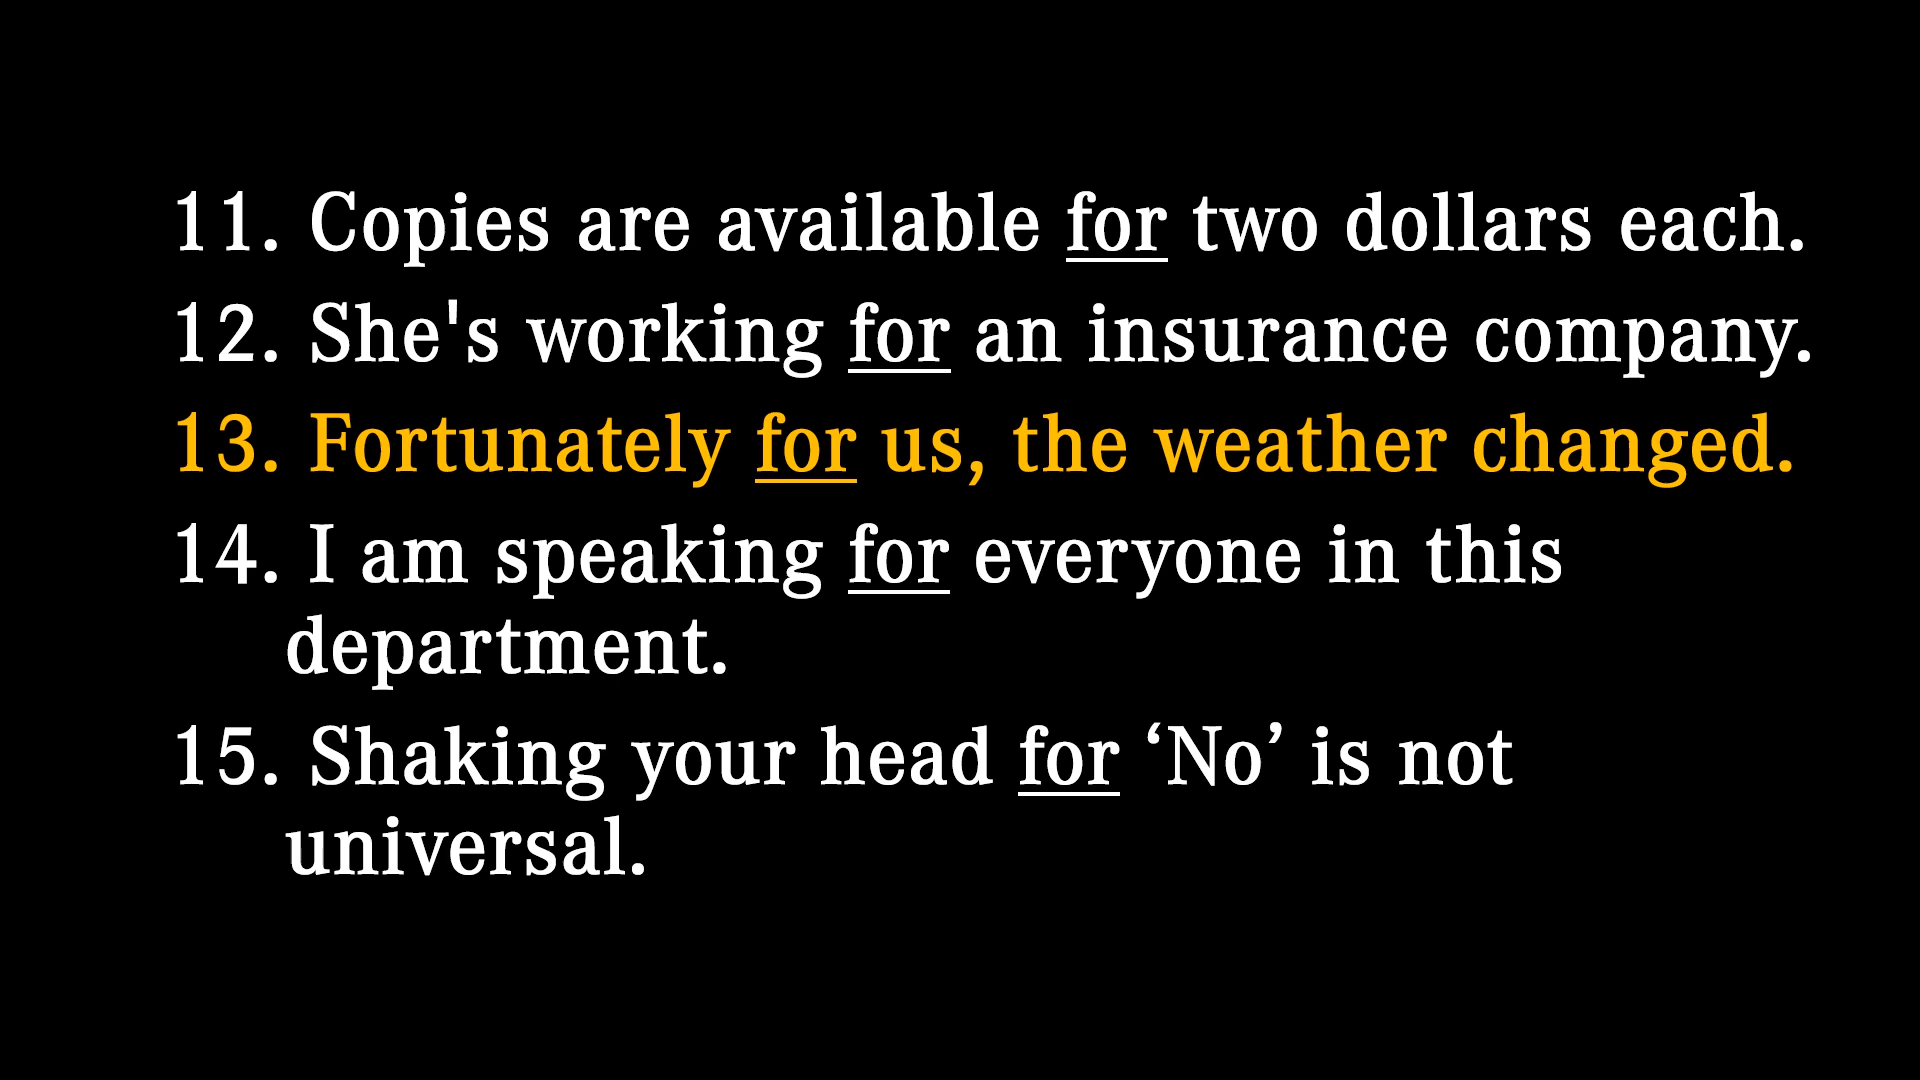 11. Copies are available for two dollars each.
12. She's working for an insurance company.
13. Fortunately for us, the weather changed.
14. I am speaking for everyone in this
department.
15. Shaking your head for ‘No’ is not
universal.